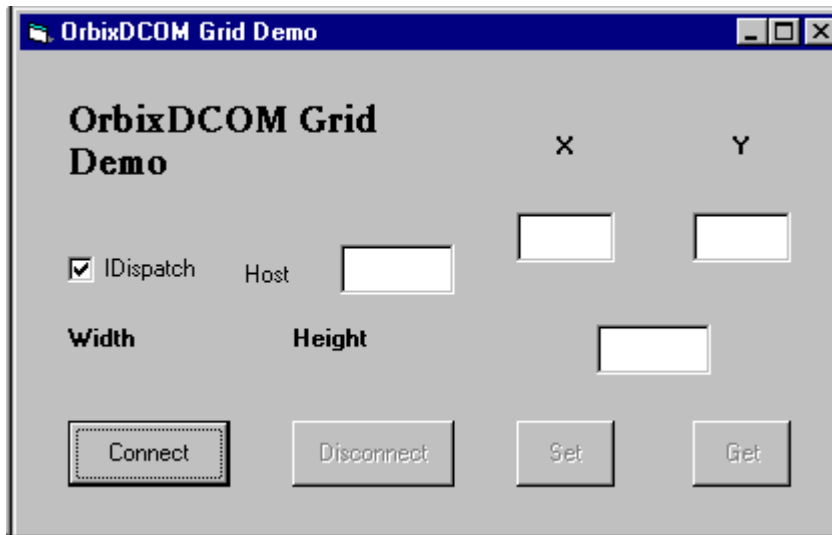 OrbixDCOM Grid Demo
OrbixDCOM Grid
Demo
X Y
IDispatch Host
Width Height
Connect Disconnect Set Get